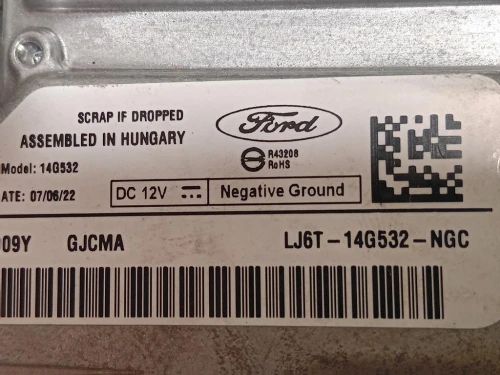 SCRAP IF DROPPED
ASSEMBLED IN HUNGARY
Ford
R43208
RoHS
Model: 14G532
DATE: 07/06/22
DC 12V
Negative Ground
09Y GJCMA LJ6T-14G532-NGC